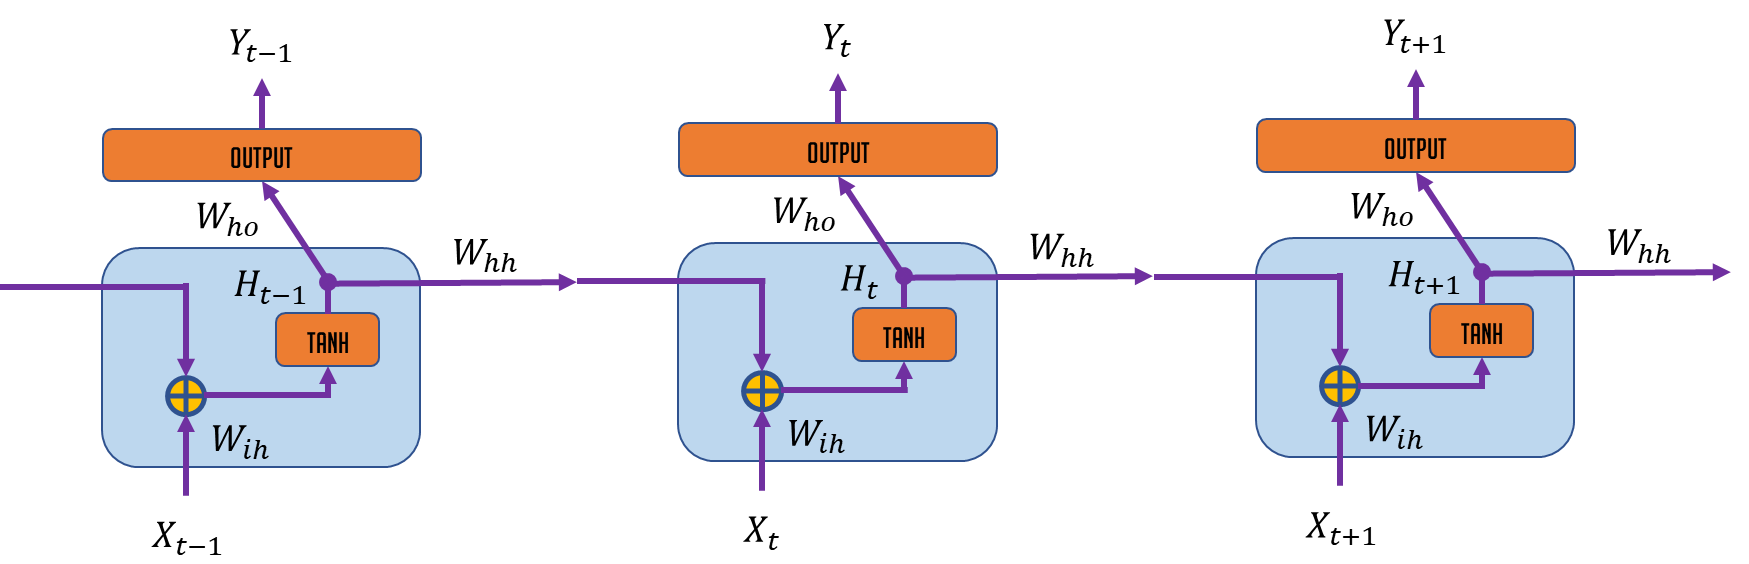 Y_{t−1}
Y_t
Y_{t+1}
OUTPUT
OUTPUT
OUTPUT
W_{ho}
W_{ho}
W_{ho}
W_{hh}
W_{hh}
W_{hh}
H_{t−1}
H_t
H_{t+1}
TANH
TANH
TANH
W_{ih}
W_{ih}
W_{ih}
X_{t−1}
X_t
X_{t+1}